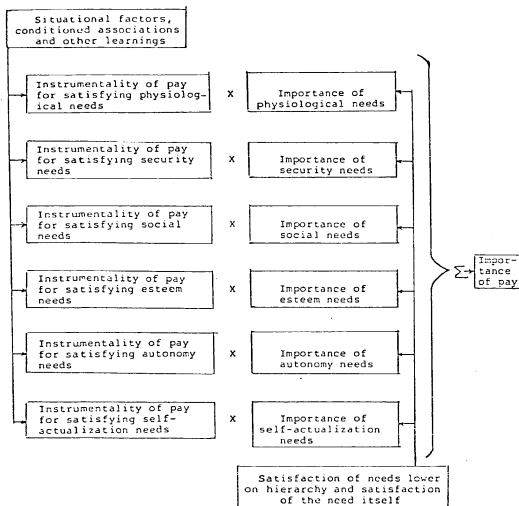 Situational factors,
conditioned associations
and other learnings
Instrumentality of pay
for satisfying physiolog-
ical needs
x
Importance of
physiological needs
Instrumentality of pay
for satisfying security
needs
x
Importance of
security needs
Instrumentality of pay
for satisfying social
needs
x
Importance of
social needs
Σ
Impor-
tance
of pay
Instrumentality of pay
for satisfying esteem
needs
x
Importance of
esteem needs
Instrumentality of pay
for satisfying autonomy
needs
x
Importance of
autonomy needs
Instrumentality of pay
for satisfying self-
actualization needs
x
Importance of
self-actualization
needs
Satisfaction of needs lower
on hierarchy and satisfaction
of the need itself